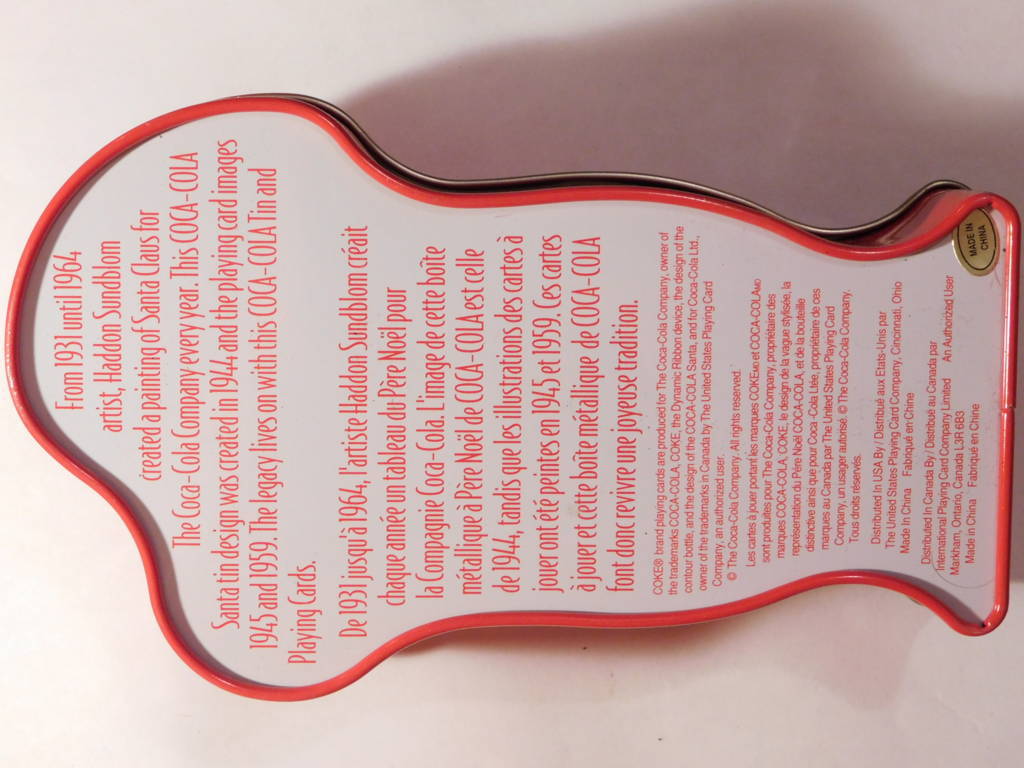 From 1931 until 1964
artist, Haddon Sundblom
created a painting of Santa Claus for
The Coca-Cola Company every year. This COCA-COLA
Santa tin design was created in 1944 and the playing card images
1945 and 1959. The legacy lives on with this COCA-COLA Tin and
Playing Cards.
De 1931 jusqu'à 1964, l'artiste Haddon Sundblom créait
chaque année un tableau du Père Noël pour
la Compagnie Coca-Cola. L'image de cette boîte
métallique à Père Noël de COCA-COLA est celle
de 1944, tandis que les illustrations des cartes à
jouer ont été peintes en 1945 et 1959. Ces cartes
à jouer et cette boîte métallique de COCA-COLA
font donc revivre une joyeuse tradition.
COKE® brand playing cards are produced for The Coca-Cola Company, owner of
the trademarks COCA-COLA, COKE, the Dynamic Ribbon device, the design of the
contour bottle, and the design of the COCA-COLA Santa, and for Coca-Cola Ltd.,
owner of the trademarks in Canada by The United States Playing Card
Company, an authorized user.
© The Coca-Cola Company. All rights reserved.
Les cartes à jouer portant les marques COKEMD et COCA-COLAMD
sont produites pour The Coca-Cola Company, propriétaire des
marques COCA-COLA, COKE, le design de la vague stylisée, la
représentation du Pére Noël COCA-COLA, et de la bouteille
distinctive ainsi que pour Coca -Cola Ltée, propriétaire de ces
marques au Canada par The United States Playing Card
Company, un usager autorisé. © The Coca-Cola Company.
Tous droits réservés.
Distributed In USA By / Distribué aux Etats-Unis par
The United States Playing Card Company, Cincinnati, Ohio
Made In China Fabriqué en Chine
Distributed In Canada By / Distribué au Canada par
International Playing Card Company Limited An Authorized User
Markham, Ontario, Canada L3R 6B3
Made in China Fabriqué en Chine
MADE IN
CHINA